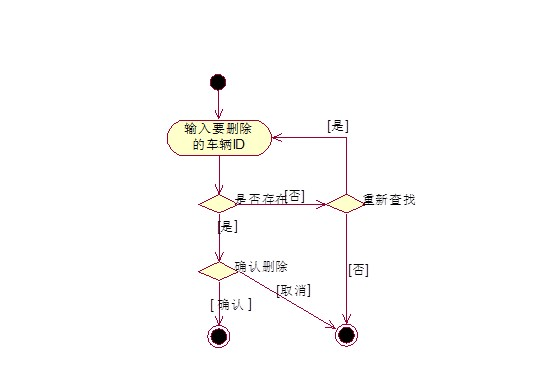 [是]
输入要删除
的车辆ID
是否存在
[否]
重新查找
[是]
确认删除
[否]
[取消]
[ 确认 ]